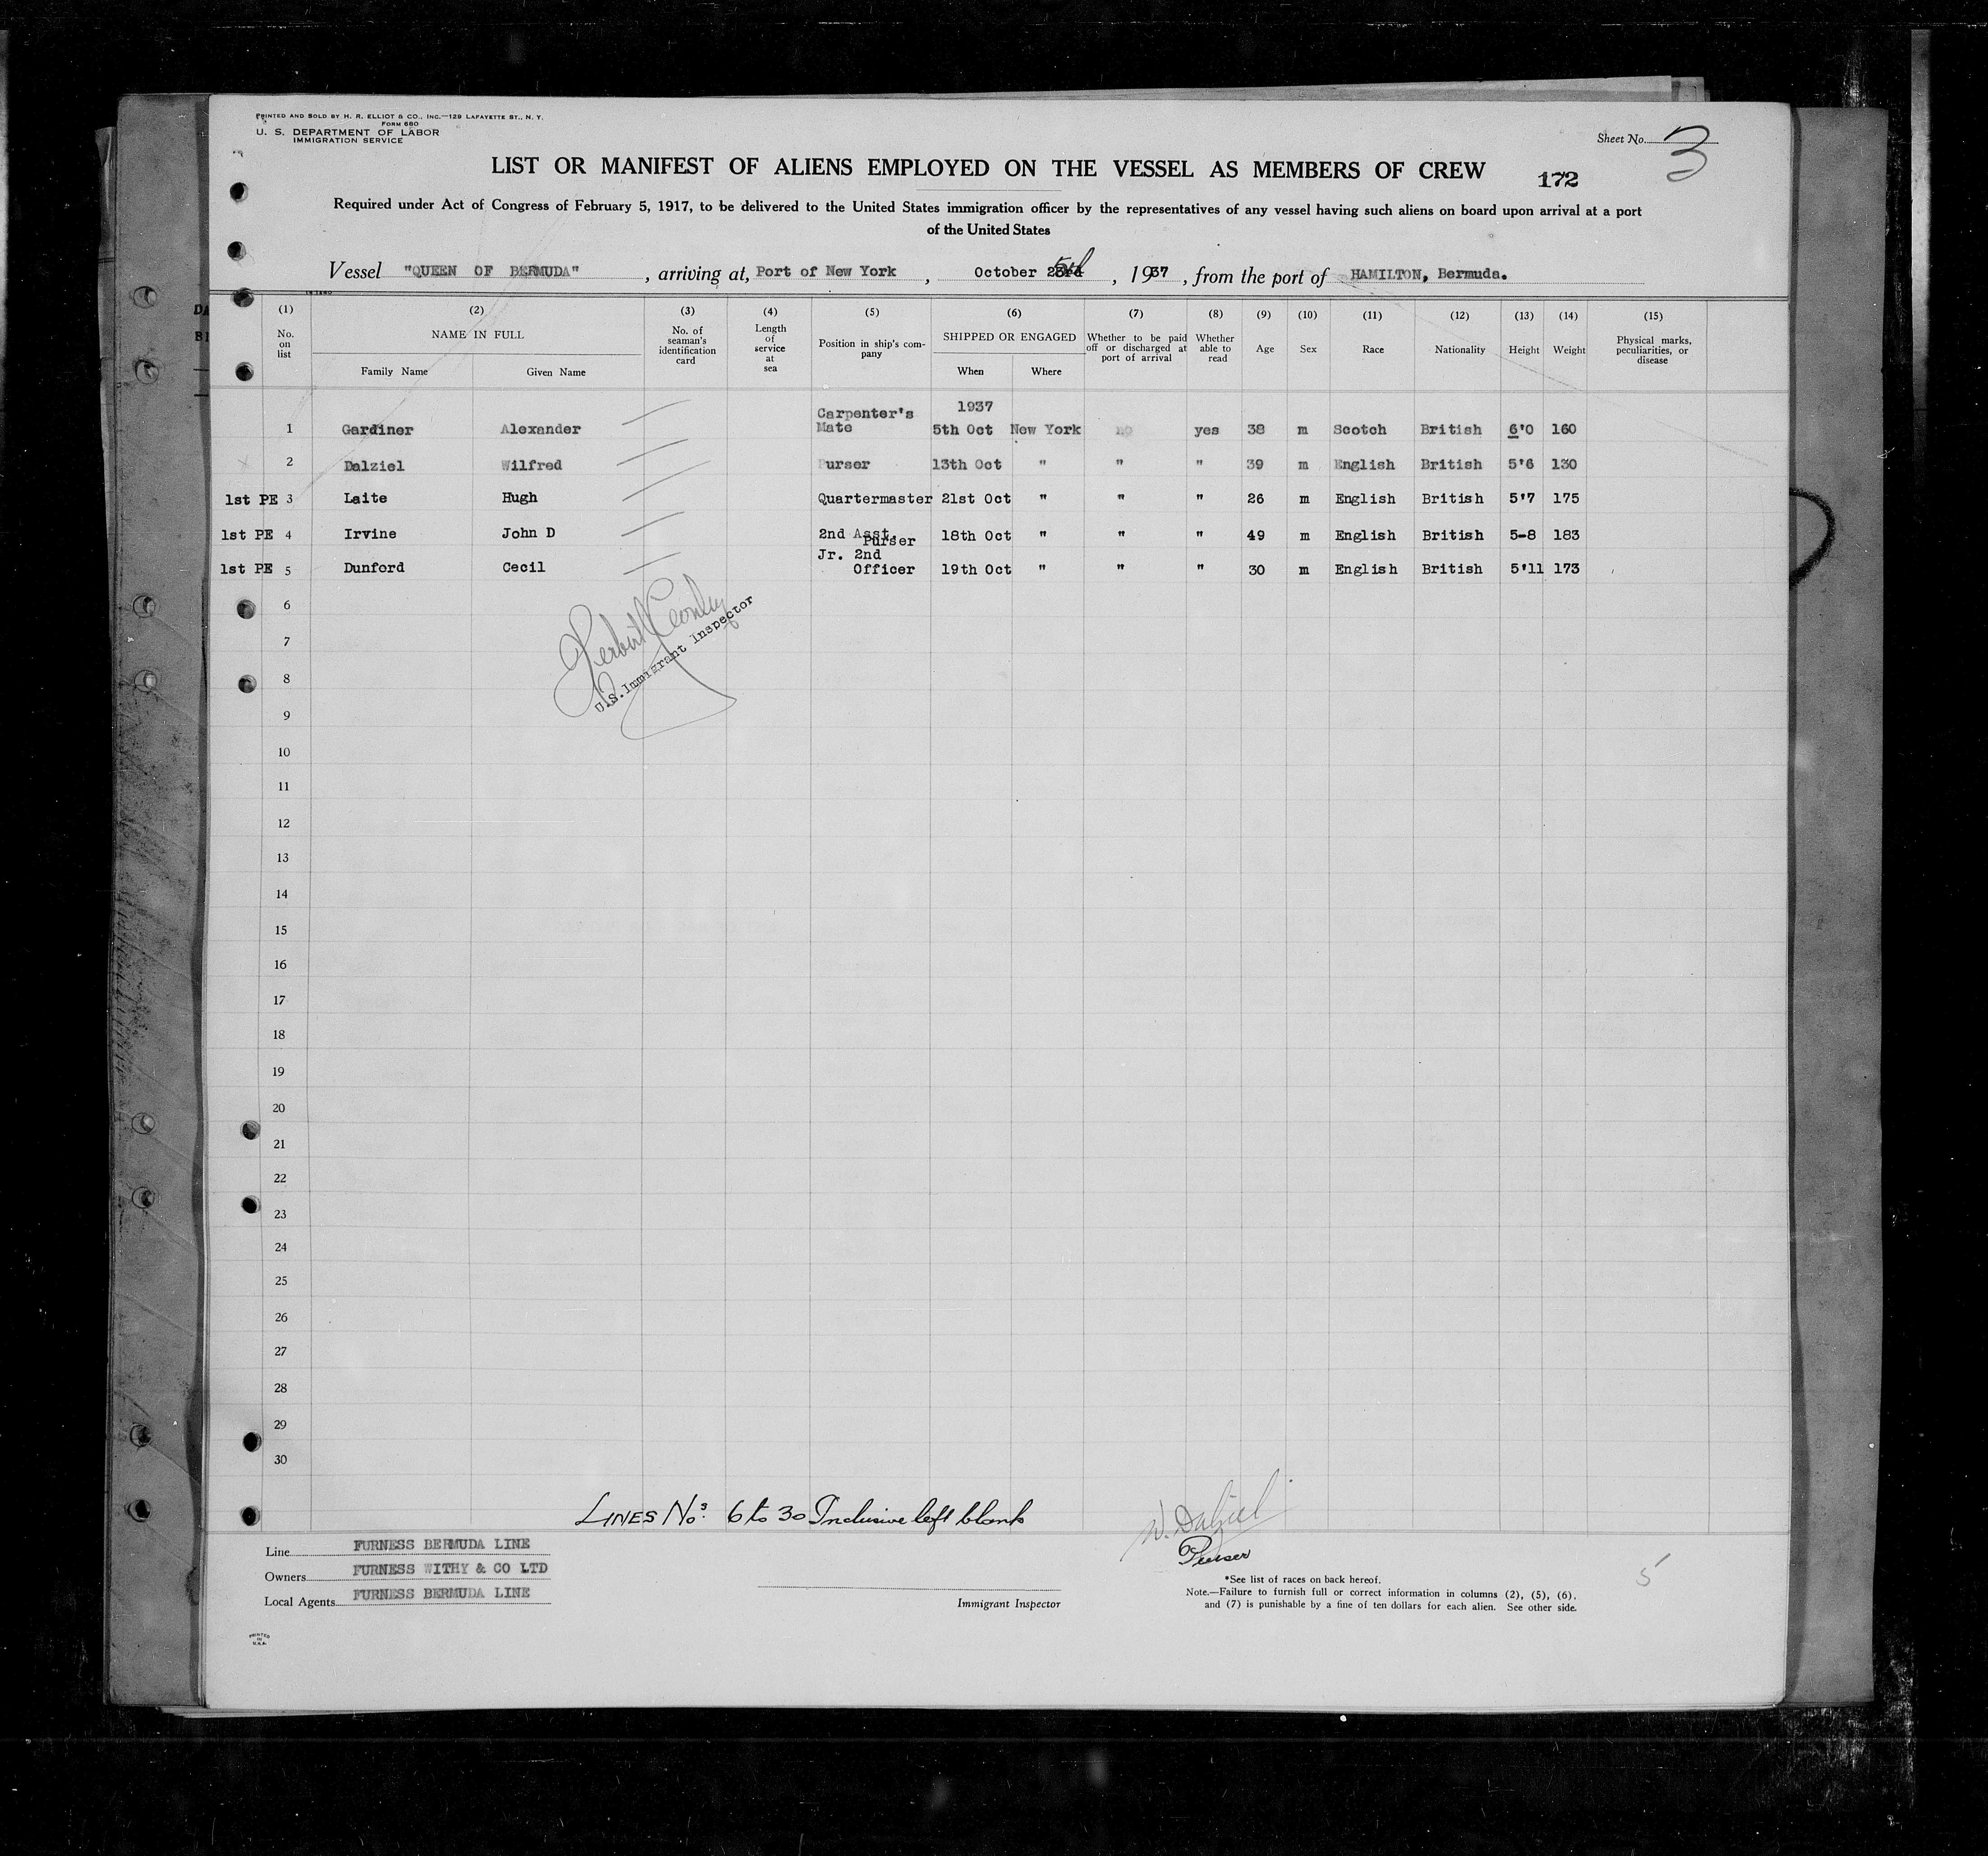 PRINTED AND SOLD BY H. R. ELLIOT & CO., INC.—129 LAFAYETTE ST., N. Y.
FORM 680
U. S. DEPARTMENT OF LABOR
IMMIGRATION SERVICE
Sheet No. 3
LIST OR MANIFEST OF ALIENS EMPLOYED ON THE VESSEL AS MEMBERS OF CREW 172
Required under Act of Congress of February 5, 1917, to be delivered to the United States immigration officer by the representatives of any vessel having such aliens on board upon arrival at a port
of the United States
Vessel "QUEEN OF BERMUDA", arriving at, Port of New York, October 23rd, 1937, from the port of HAMILTON, Bermuda.
(1) (2) (3) (4) (5) (6) (7) (8) (9) (10) (11) (12) (13) (14) (15)
No. on list
NAME IN FULL
Family Name Given Name
No. of seaman's identification card
Length of service at sea
Position in ship's company
SHIPPED OR ENGAGED
When Where
Whether to be paid off or discharged at port of arrival
Whether able to read
Age
Sex
Race
Nationality
Height
Weight
Physical marks, peculiarities, or disease
1937
1 Gardiner Alexander Carpenter's Mate 5th Oct New York no yes 38 m Scotch British 6'0 160
2 Dalziel Wilfred Purser 13th Oct " " " 39 m English British 5'6 130
1st PE 3 Laite Hugh Quartermaster 21st Oct " " " 26 m English British 5'7 175
1st PE 4 Irvine John D 2nd Asst. Purser 18th Oct " " " 49 m English British 5-8 183
1st PE 5 Dunford Cecil Jr. 2nd Officer 19th Oct " " " 30 m English British 5'11 173
6
7
U.S. Immigrant Inspector
8
9
10
11
12
13
14
15
16
17
18
19
20
21
22
23
24
25
26
27
28
29
30
LINES Nos. 6 to 30 Inclusive left blank
W. Dalziel
Purser
Line FURNESS BERMUDA LINE
Owners FURNESS WITHY & CO LTD
Local Agents FURNESS BERMUDA LINE
Immigrant Inspector
*See list of races on back hereof.
Note.—Failure to furnish full or correct information in columns (2), (5), (6),
and (7) is punishable by a fine of ten dollars for each alien. See other side.
5
PRINTED
IN
U.S.A.